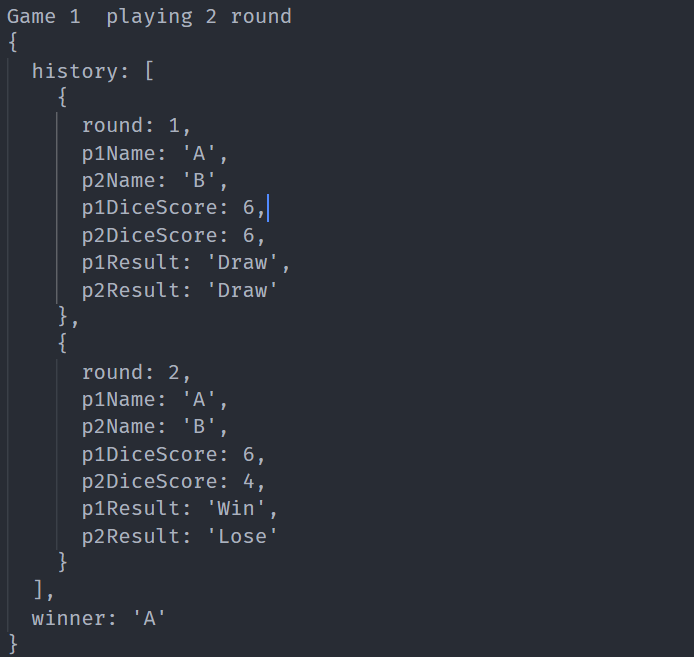 Game 1  playing 2 round
{
  history: [
    {
      round: 1,
      p1Name: 'A',
      p2Name: 'B',
      p1DiceScore: 6,
      p2DiceScore: 6,
      p1Result: 'Draw',
      p2Result: 'Draw'
    },
    {
      round: 2,
      p1Name: 'A',
      p2Name: 'B',
      p1DiceScore: 6,
      p2DiceScore: 4,
      p1Result: 'Win',
      p2Result: 'Lose'
    }
  ],
  winner: 'A'
}